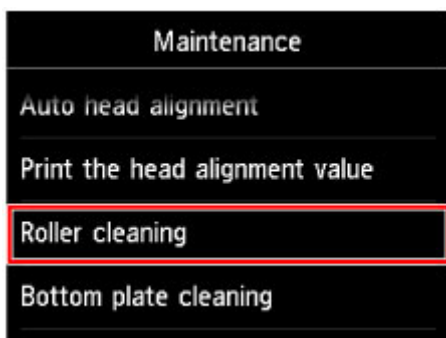 Maintenance
Auto head alignment
Print the head alignment value
Roller cleaning
Bottom plate cleaning